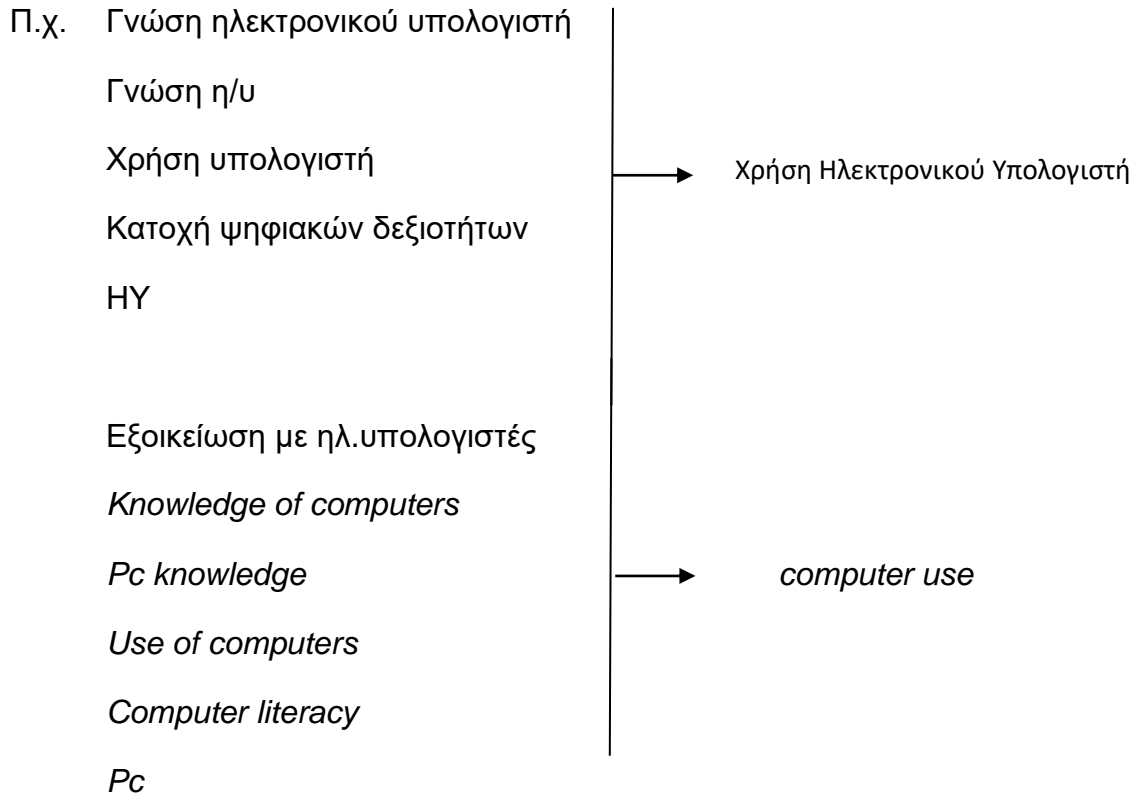 Π.χ. Γνώση ηλεκτρονικού υπολογιστή
Γνώση η/υ
Χρήση υπολογιστή
Χρήση Ηλεκτρονικού Υπολογιστή
Κατοχή ψηφιακών δεξιοτήτων
ΗΥ
Εξοικείωση με ηλ.υπολογιστές
Knowledge of computers
Pc knowledge
computer use
Use of computers
Computer literacy
Pc